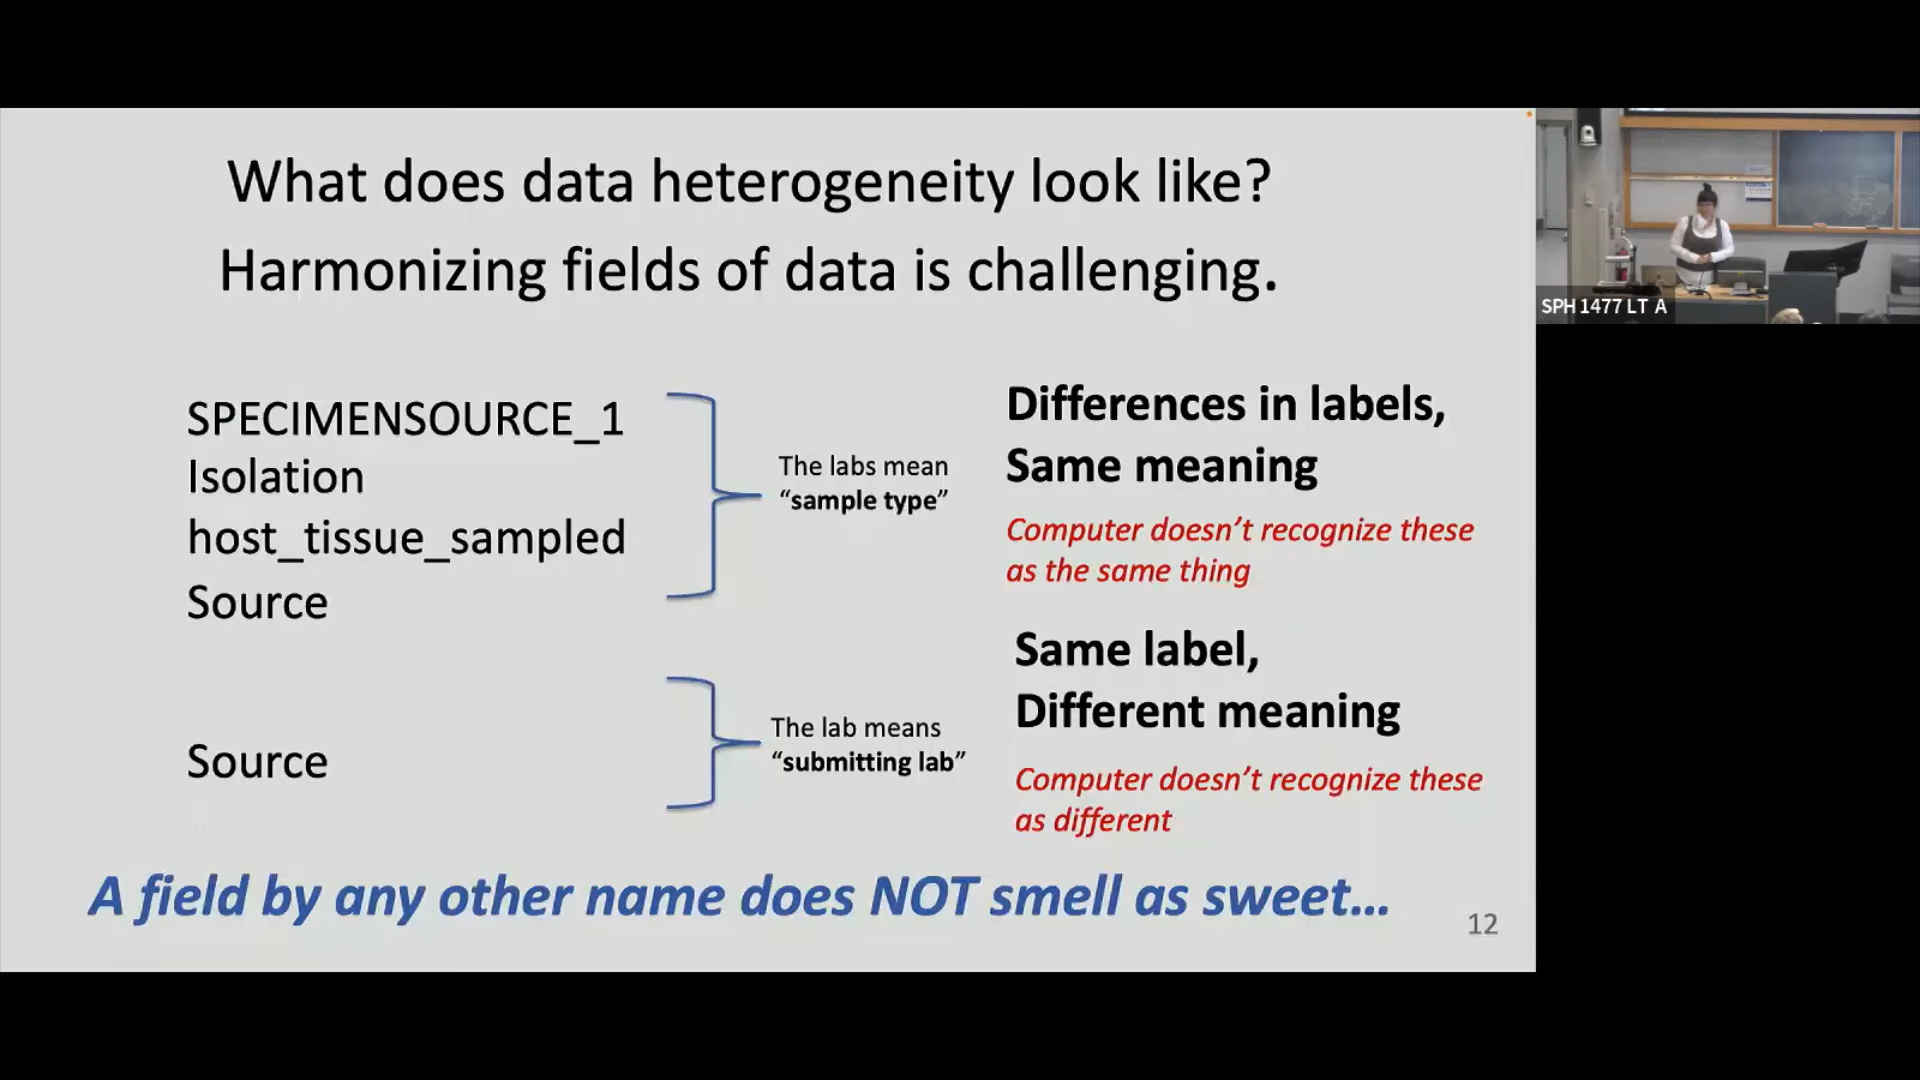 What does data heterogeneity look like?
Harmonizing fields of data is challenging.
SPECIMENSOURCE_1
Isolation
host_tissue_sampled
Source
The labs mean
“sample type”
Differences in labels,
Same meaning
Computer doesn’t recognize these
as the same thing
Source
The lab means
“submitting lab”
Same label,
Different meaning
Computer doesn’t recognize these
as different
A field by any other name does NOT smell as sweet...
12
SPH 1477 LT A